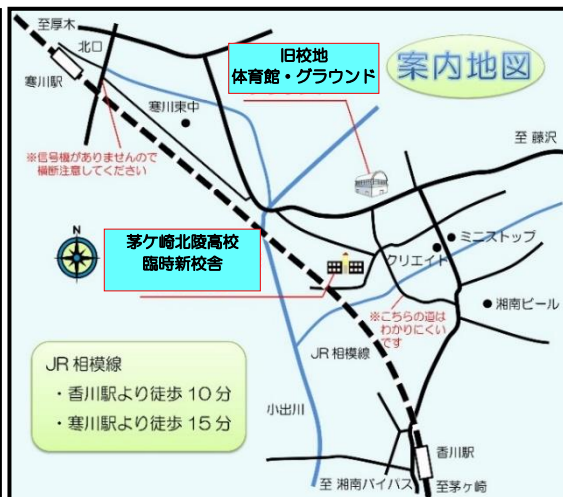 至厚木
北口
寒川駅
旧校地
体育館・グラウンド
案内地図
寒川東中
※信号機がありませんので
横断注意してください
至 藤沢
N
茅ケ崎北陵高校
臨時新校舎
ミニストップ
クリエイト
湘南ビール
※こちらの道は
わかりにくい
です
JR 相模線
JR 相模線
・香川駅より徒歩 10 分
・寒川駅より徒歩 15 分
小出川
香川駅
至 湘南バイパス
至茅ヶ崎